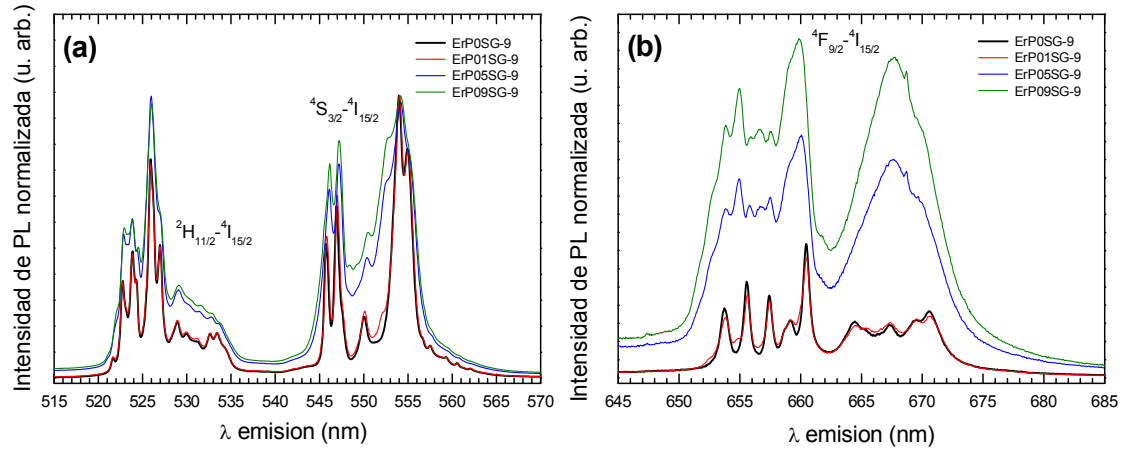 (a)
ErP0SG-9
ErP01SG-9
ErP05SG-9
ErP09SG-9
⁴S₃/₂-⁴I₁₅/₂
²H₁₁/₂-⁴I₁₅/₂
Intensidad de PL normalizada (u. arb.)
515 520 525 530 535 540 545 550 555 560 565 570
λ emision (nm)
(b)
⁴F₉/₂-⁴I₁₅/₂
ErP0SG-9
ErP01SG-9
ErP05SG-9
ErP09SG-9
Intensidad de PL normalizada (u. arb.)
645 650 655 660 665 670 675 680 685
λ emision (nm)